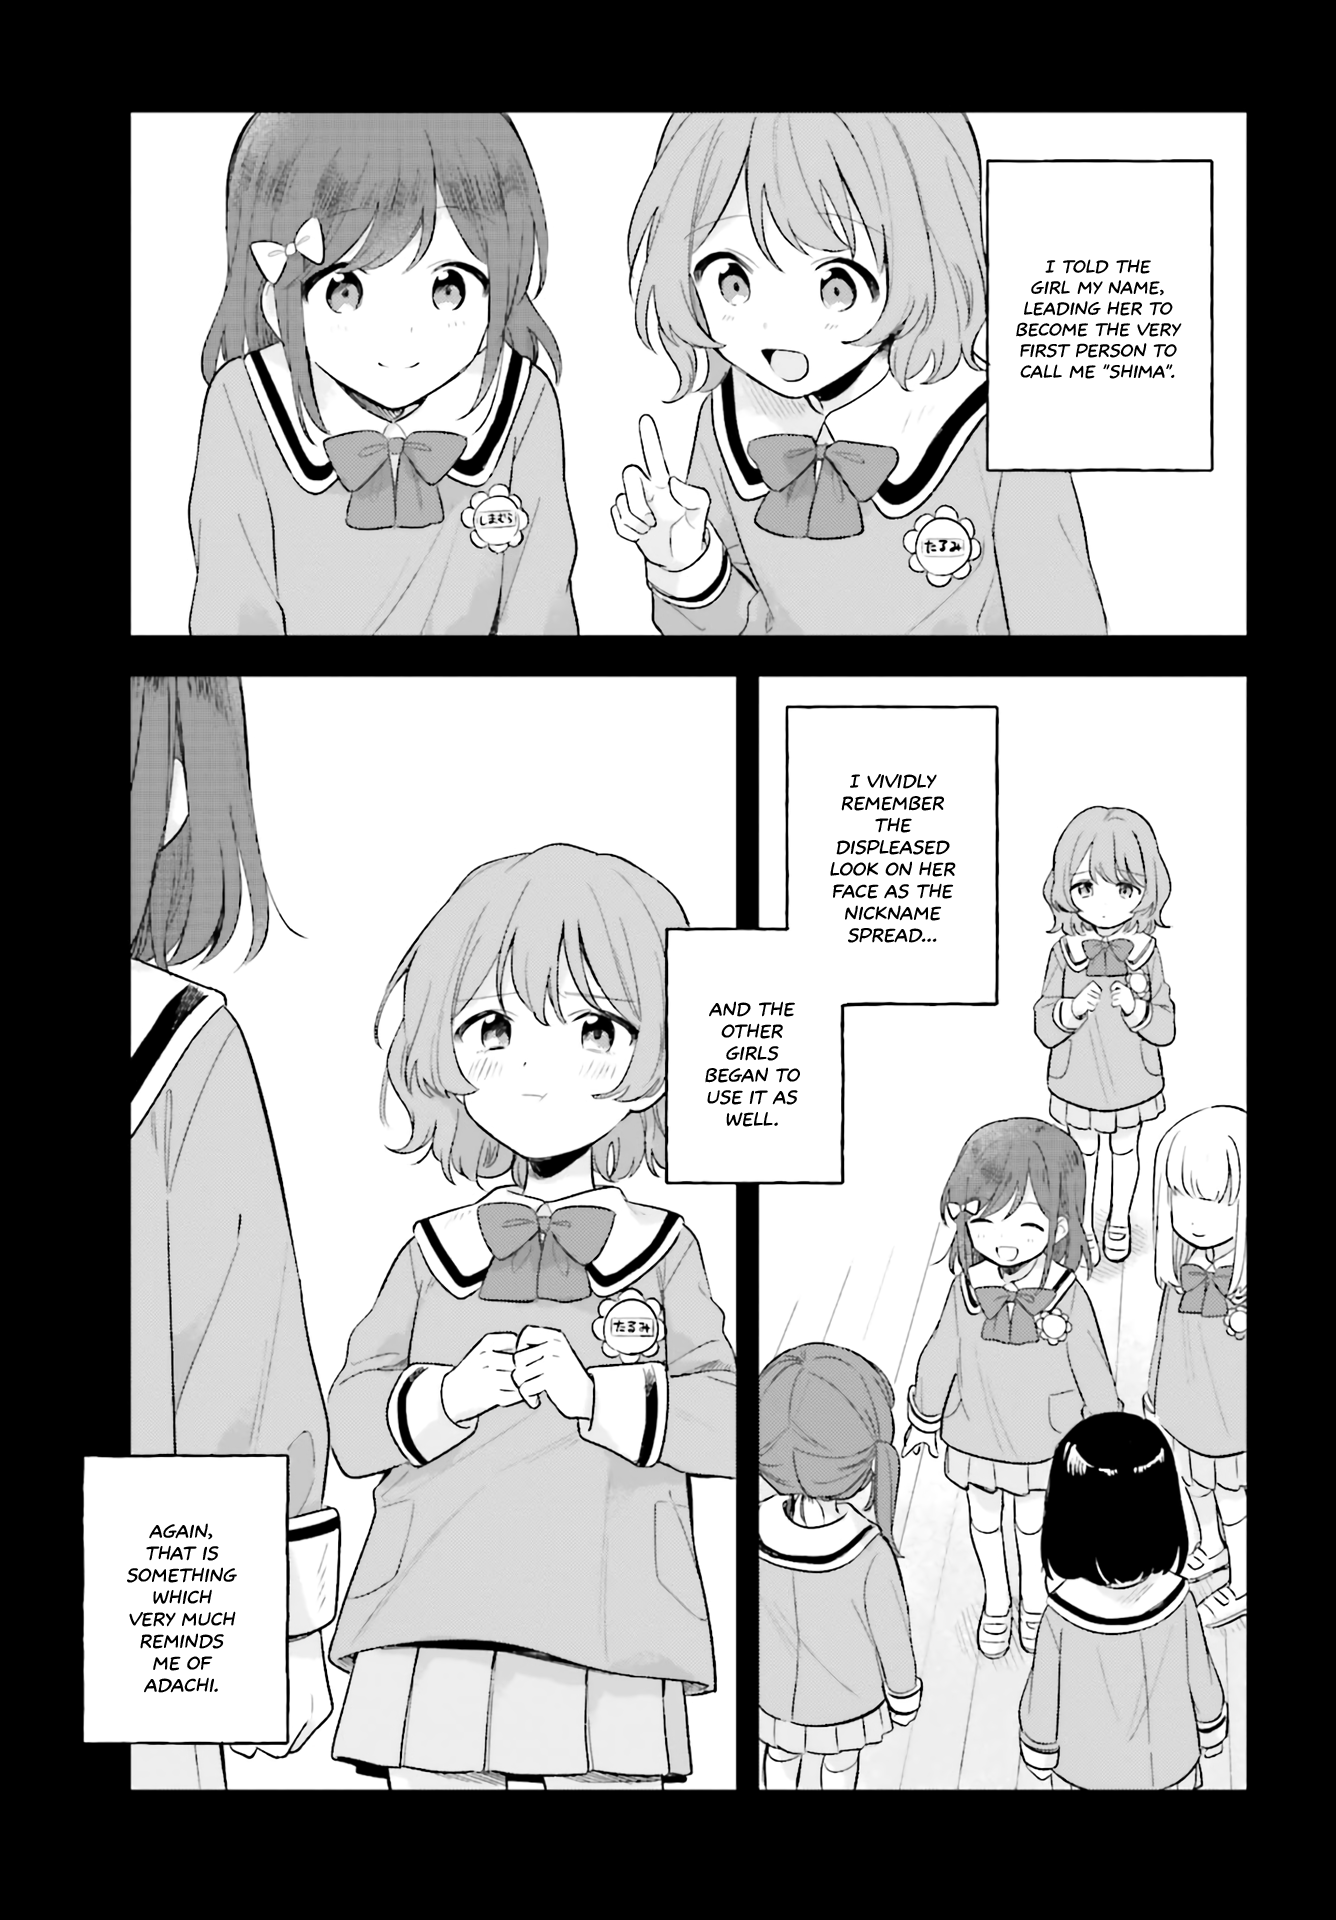 I TOLD THE
GIRL MY NAME,
LEADING HER TO
BECOME THE VERY
FIRST PERSON TO
CALL ME "SHIMA".
しまむら
たるみ
I VIVIDLY
REMEMBER
THE
DISPLEASED
LOOK ON HER
FACE AS THE
NICKNAME
SPREAD...
AND THE
OTHER
GIRLS
BEGAN TO
USE IT AS
WELL.
たるみ
AGAIN,
THAT IS
SOMETHING
WHICH
VERY MUCH
REMINDS
ME OF
ADACHI.